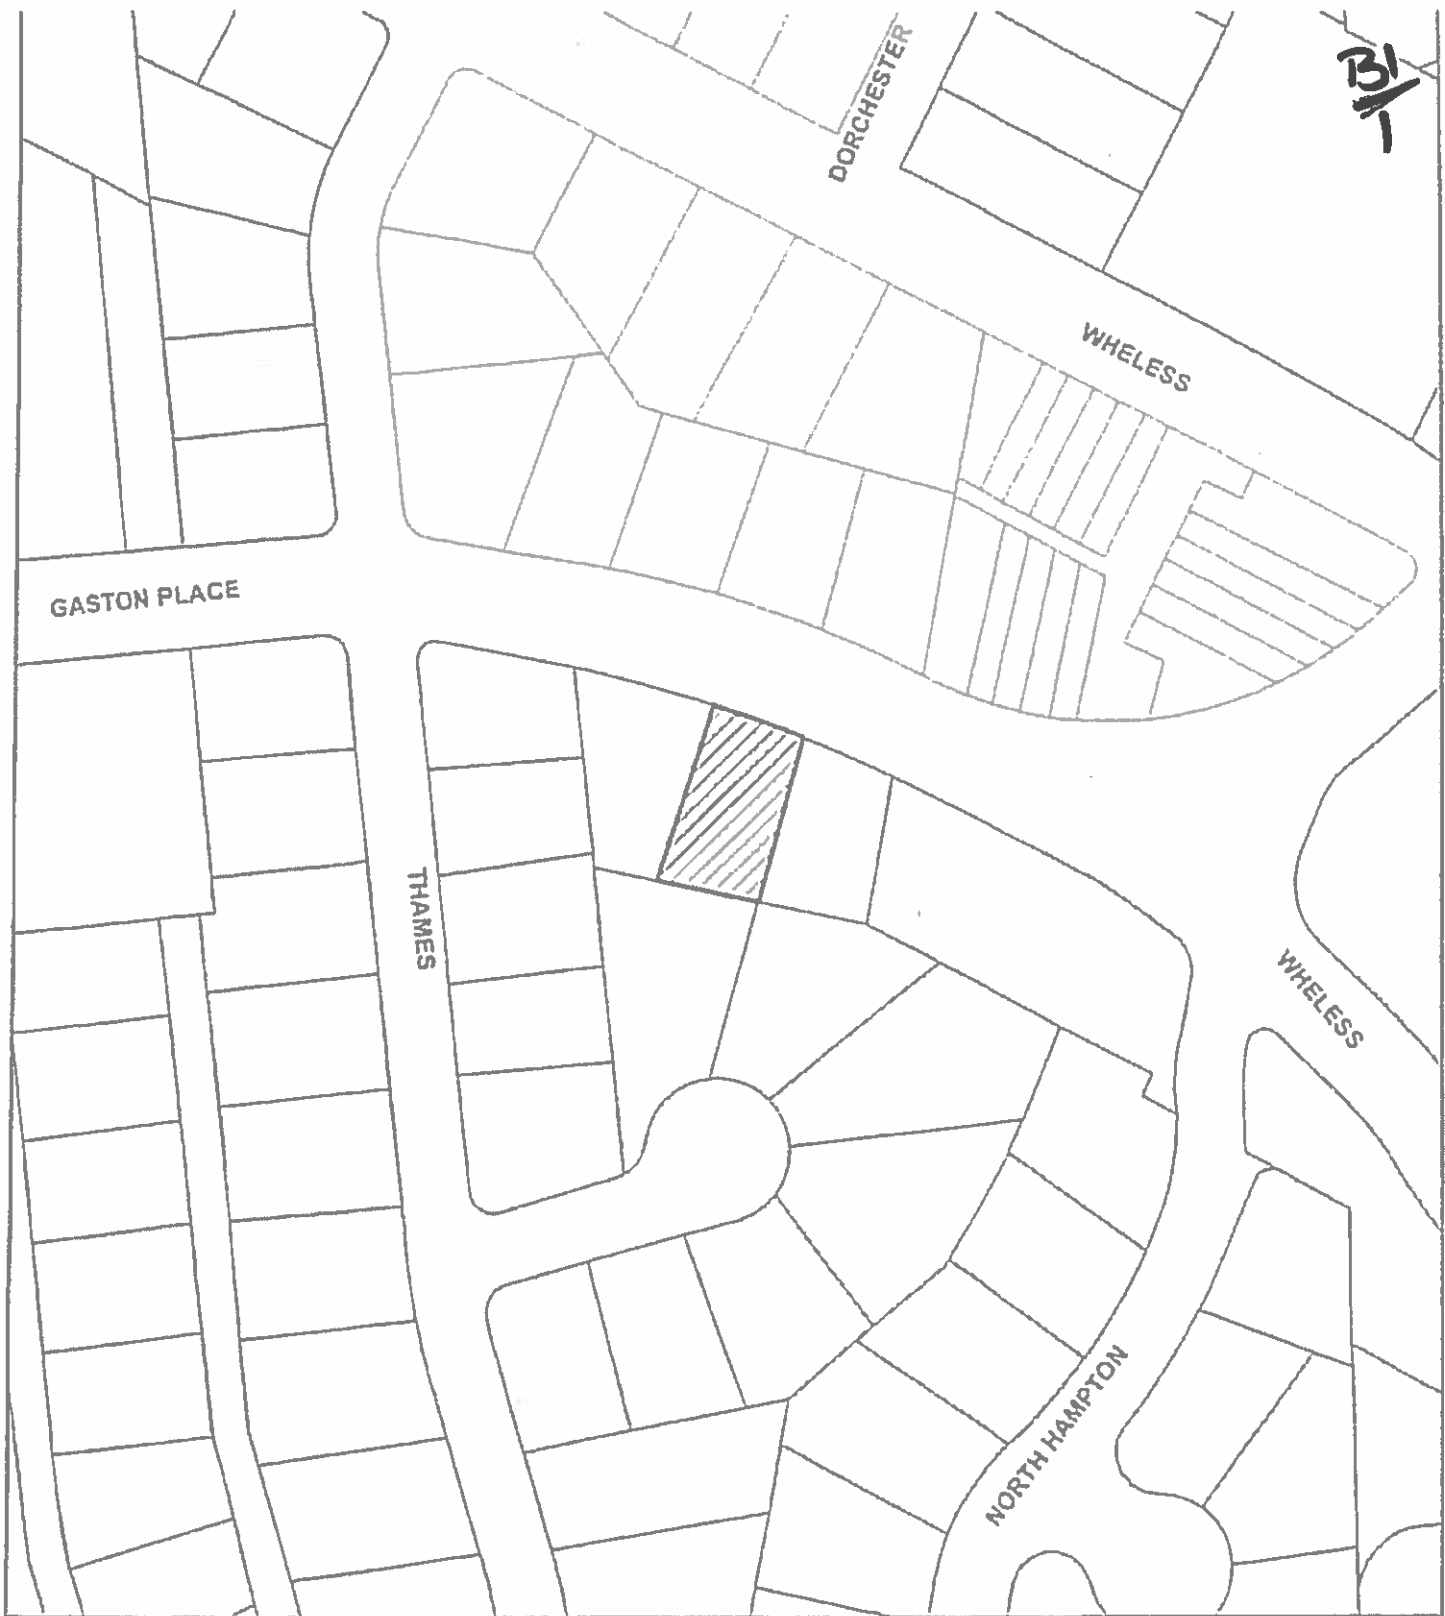 DORCHESTER
B1
1
WHELESS
GASTON PLACE
THAMES
WHELESS
NORTH HAMPTON